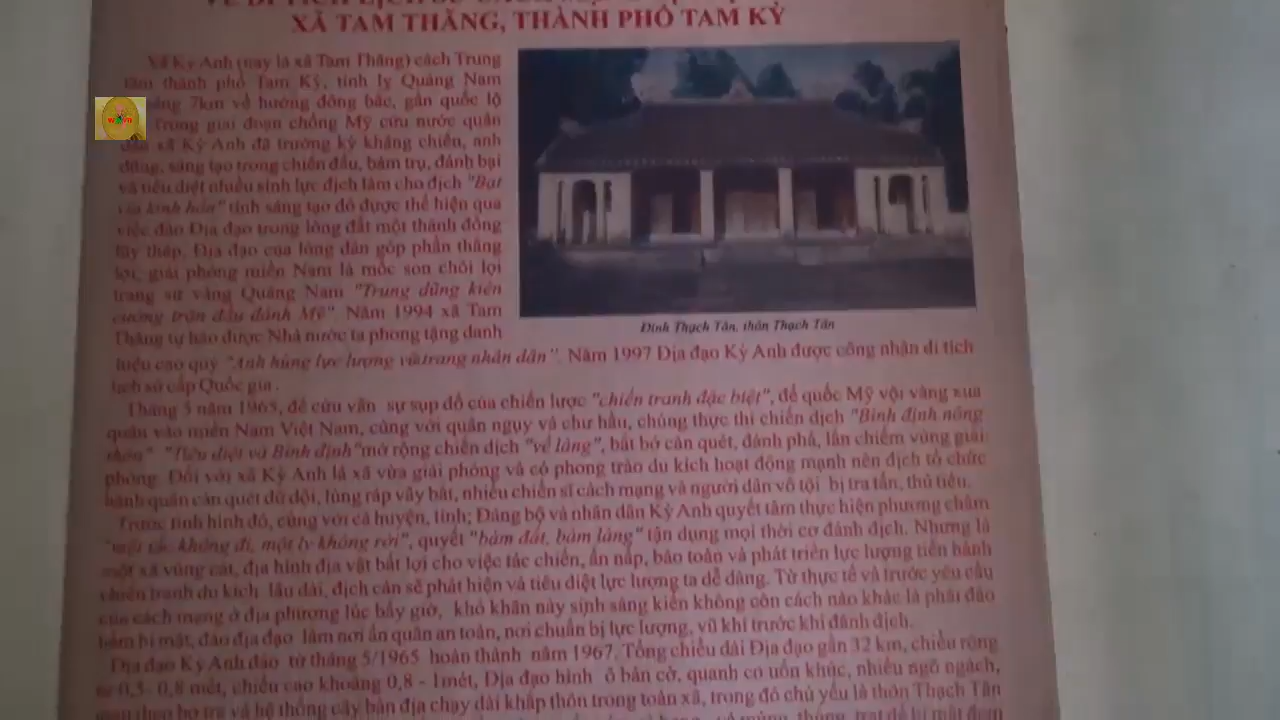 XÃ TAM THĂNG, THÀNH PHỐ TAM KỲ
Xã Kỳ Anh (nay là xã Tam Thăng) cách Trung
tâm thành phố Tam Kỳ, tỉnh lỵ Quảng Nam
7km về hướng đông bắc, gần quốc lộ
Trong giai đoạn chống Mỹ cứu nước quân
dân xã Kỳ Anh đã trường kỳ kháng chiến, anh
dũng, sáng tạo trong chiến đấu, bám trụ, đánh bại
và tiêu diệt nhiều sinh lực địch làm cho địch "Bạt
vía kinh hồn" tính sáng tạo đó được thể hiện qua
việc đào Địa đạo trong lòng đất một thành đồng
lũy thép, Địa đạo của lòng dân góp phần thắng
lợi, giải phóng miền Nam là mốc son chói lọi
trang sử vàng Quảng Nam "Trung dũng kiên
cường trận đầu đánh Mỹ". Năm 1994 xã Tam
Thăng tự hào được Nhà nước ta phong tặng danh
hiệu cao quý "Anh hùng lực lượng vũ trang nhân dân". Năm 1997 Địa đạo Kỳ Anh được công nhận di tích
lịch sử cấp Quốc gia .
Đình Thạch Tân, thôn Thạch Tân
Tháng 5 năm 1965, để cứu vãn sự sụp đổ của chiến lược "chiến tranh đặc biệt", đế quốc Mỹ vội vàng xua
quân vào miền Nam Việt Nam, cùng với quân ngụy và chư hầu, chúng thực thi chiến dịch "Bình định nông
thôn" "Tiêu diệt và Bình định" mở rộng chiến dịch "về làng", bắt bớ càn quét, đánh phá, lấn chiếm vùng giải
phóng. Đối với xã Kỳ Anh là xã vừa giải phóng và có phong trào du kích hoạt động mạnh nên địch tổ chức
hành quân càn quét dữ dội, lùng ráp vây bắt, nhiều chiến sĩ cách mạng và người dân vô tội bị tra tấn, thủ tiêu.
Trước tình hình đó, cùng với cả huyện, tỉnh; Đảng bộ và nhân dân Kỳ Anh quyết tâm thực hiện phương châm
"một tấc không đi, một ly không rời", quyết "bám đất, bám làng" tận dụng mọi thời cơ đánh địch. Nhưng là
một xã vùng cát, địa hình địa vật bất lợi cho việc tác chiến, ẩn nấp, bảo toàn và phát triển lực lượng tiến hành
chiến tranh du kích lâu dài, địch càn sẽ phát hiện và tiêu diệt lực lượng ta dễ dàng. Từ thực tế và trước yêu cầu
của cách mạng ở địa phương lúc bấy giờ, khó khăn nảy sinh sáng kiến không còn cách nào khác là phải đào
hầm bí mật, đào địa đạo làm nơi ẩn quân an toàn, nơi chuẩn bị lực lượng, vũ khí trước khi đánh địch.
Địa đạo Kỳ Anh đào từ tháng 5/1965 hoàn thành năm 1967. Tổng chiều dài Địa đạo gần 32 km, chiều rộng
từ 0,5- 0,8 mét, chiều cao khoảng 0,8 - 1mét, Địa đạo hình ô bàn cờ, quanh co uốn khúc, nhiều ngõ ngách,
chạy dài khắp thôn trong toàn xã, trong đó chủ yếu là thôn Thạch Tân